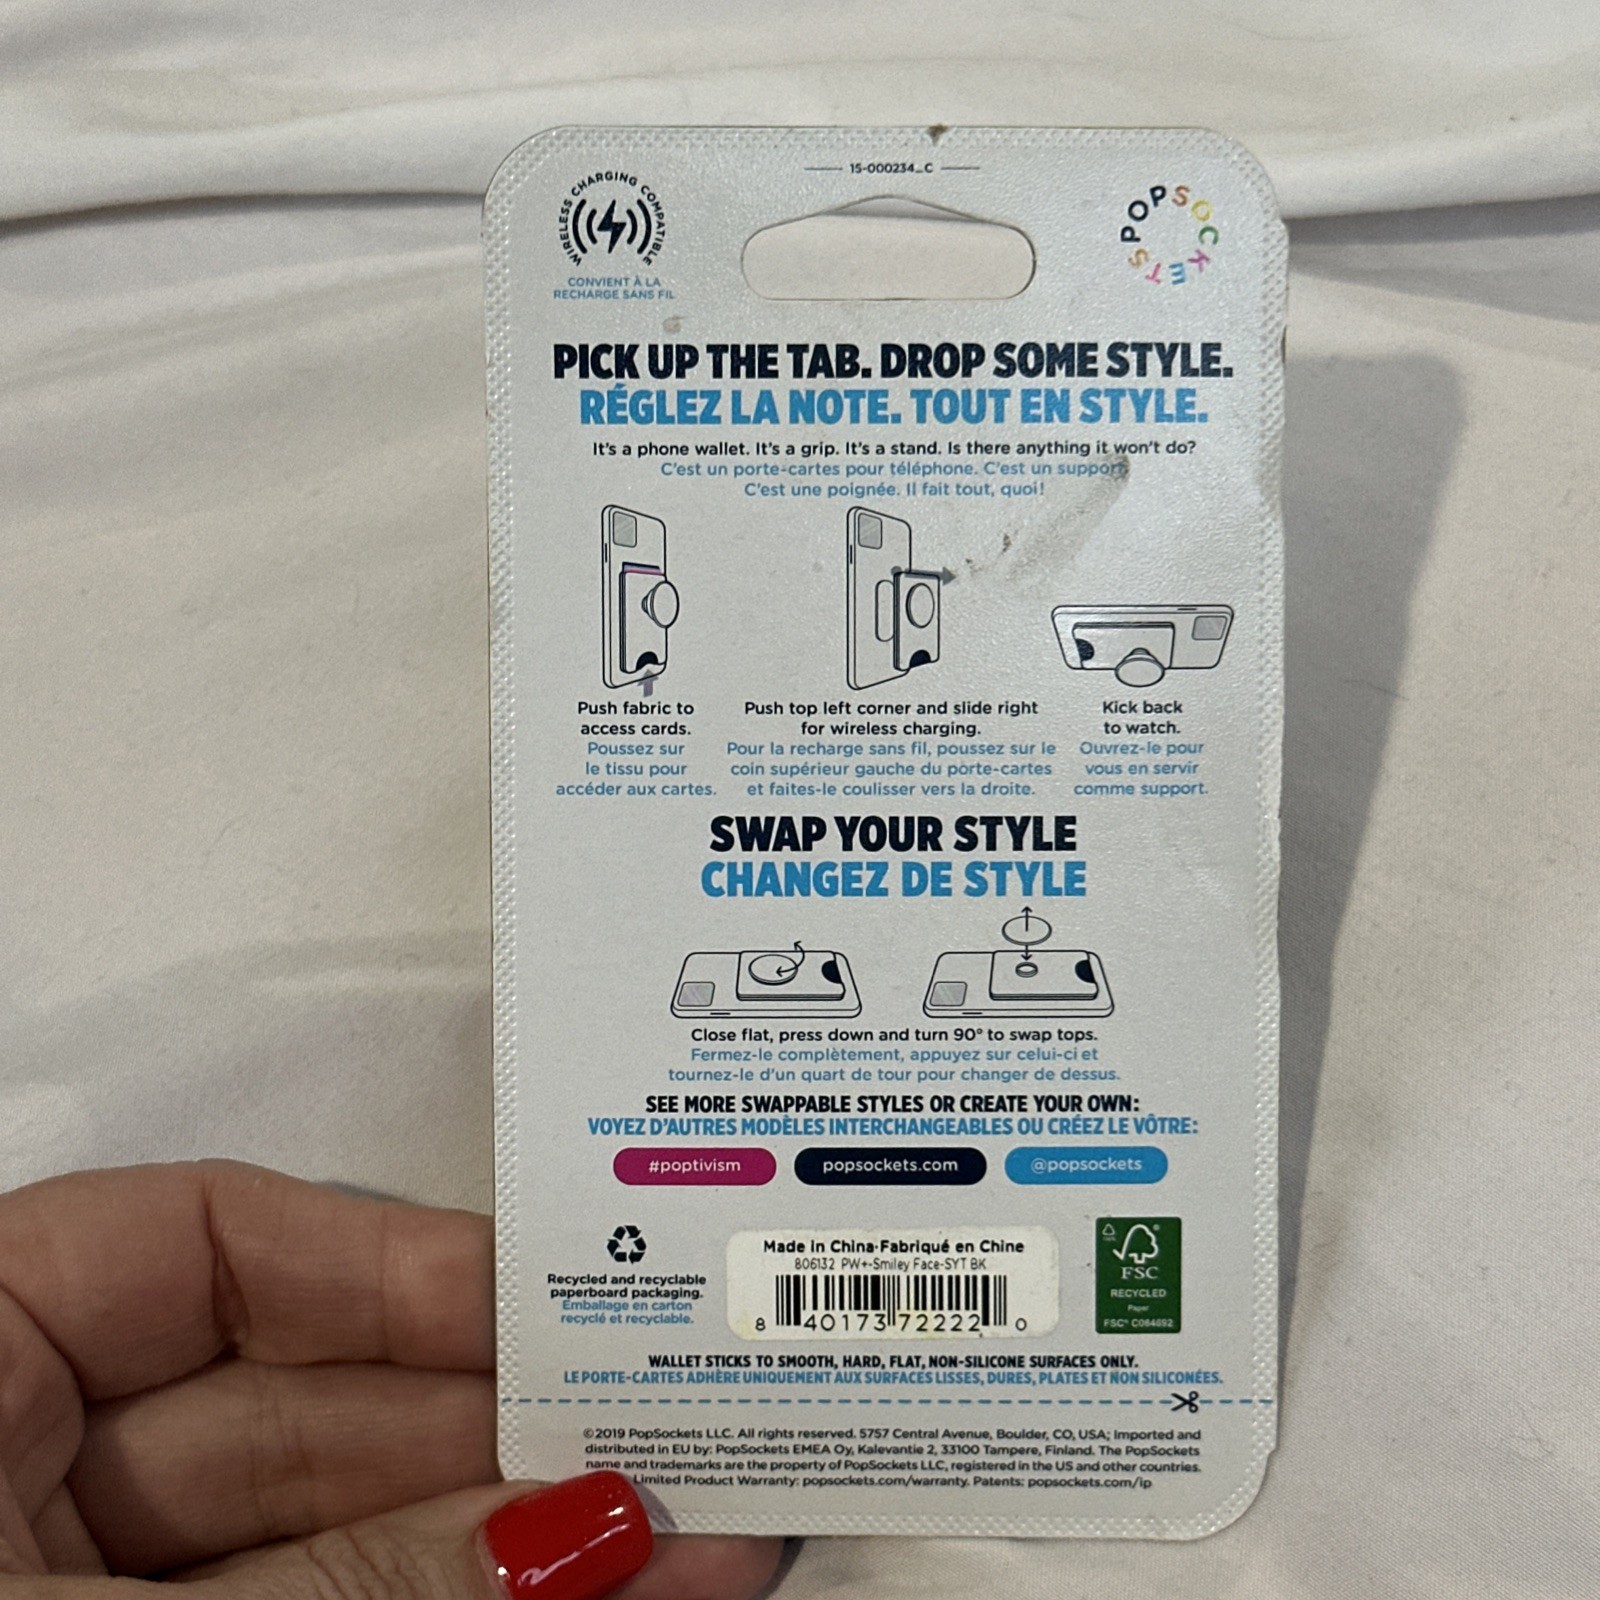 15-000234_C
WIRELESS CHARGING COMPATIBLE
CONVIENT À LA
RECHARGE SANS FIL
POPSOCKETS
PICK UP THE TAB. DROP SOME STYLE.
RÉGLEZ LA NOTE. TOUT EN STYLE.
It's a phone wallet. It's a grip. It's a stand. Is there anything it won't do?
C'est un porte-cartes pour téléphone. C'est un support.
C'est une poignée. Il fait tout, quoi!
Push fabric to
access cards.
Poussez sur
le tissu pour
accéder aux cartes.
Push top left corner and slide right
for wireless charging.
Pour la recharge sans fil, poussez sur le
coin supérieur gauche du porte-cartes
et faites-le coulisser vers la droite.
Kick back
to watch.
Ouvrez-le pour
vous en servir
comme support.
SWAP YOUR STYLE
CHANGEZ DE STYLE
Close flat, press down and turn 90° to swap tops.
Fermez-le complètement, appuyez sur celui-ci et
tournez-le d'un quart de tour pour changer de dessus.
SEE MORE SWAPPABLE STYLES OR CREATE YOUR OWN:
VOYEZ D'AUTRES MODÈLES INTERCHANGEABLES OU CRÉEZ LE VÔTRE:
#poptivism
popsockets.com
@popsockets
Recycled and recyclable
paperboard packaging.
Emballage en carton
recyclé et recyclable.
Made In China·Fabriqué en Chine
806132 PW+-Smiley Face-SYT BK
8 40173 72222 0
FSC
RECYCLED
Paper
FSC® C084692
WALLET STICKS TO SMOOTH, HARD, FLAT, NON-SILICONE SURFACES ONLY.
LE PORTE-CARTES ADHÈRE UNIQUEMENT AUX SURFACES LISSES, DURES, PLATES ET NON SILICONÉES.
©2019 PopSockets LLC. All rights reserved. 5757 Central Avenue, Boulder, CO, USA; Imported and
distributed in EU by: PopSockets EMEA Oy, Kalevantie 2, 33100 Tampere, Finland. The PopSockets
name and trademarks are the property of PopSockets LLC, registered in the US and other countries.
Limited Product Warranty: popsockets.com/warranty. Patents: popsockets.com/ip